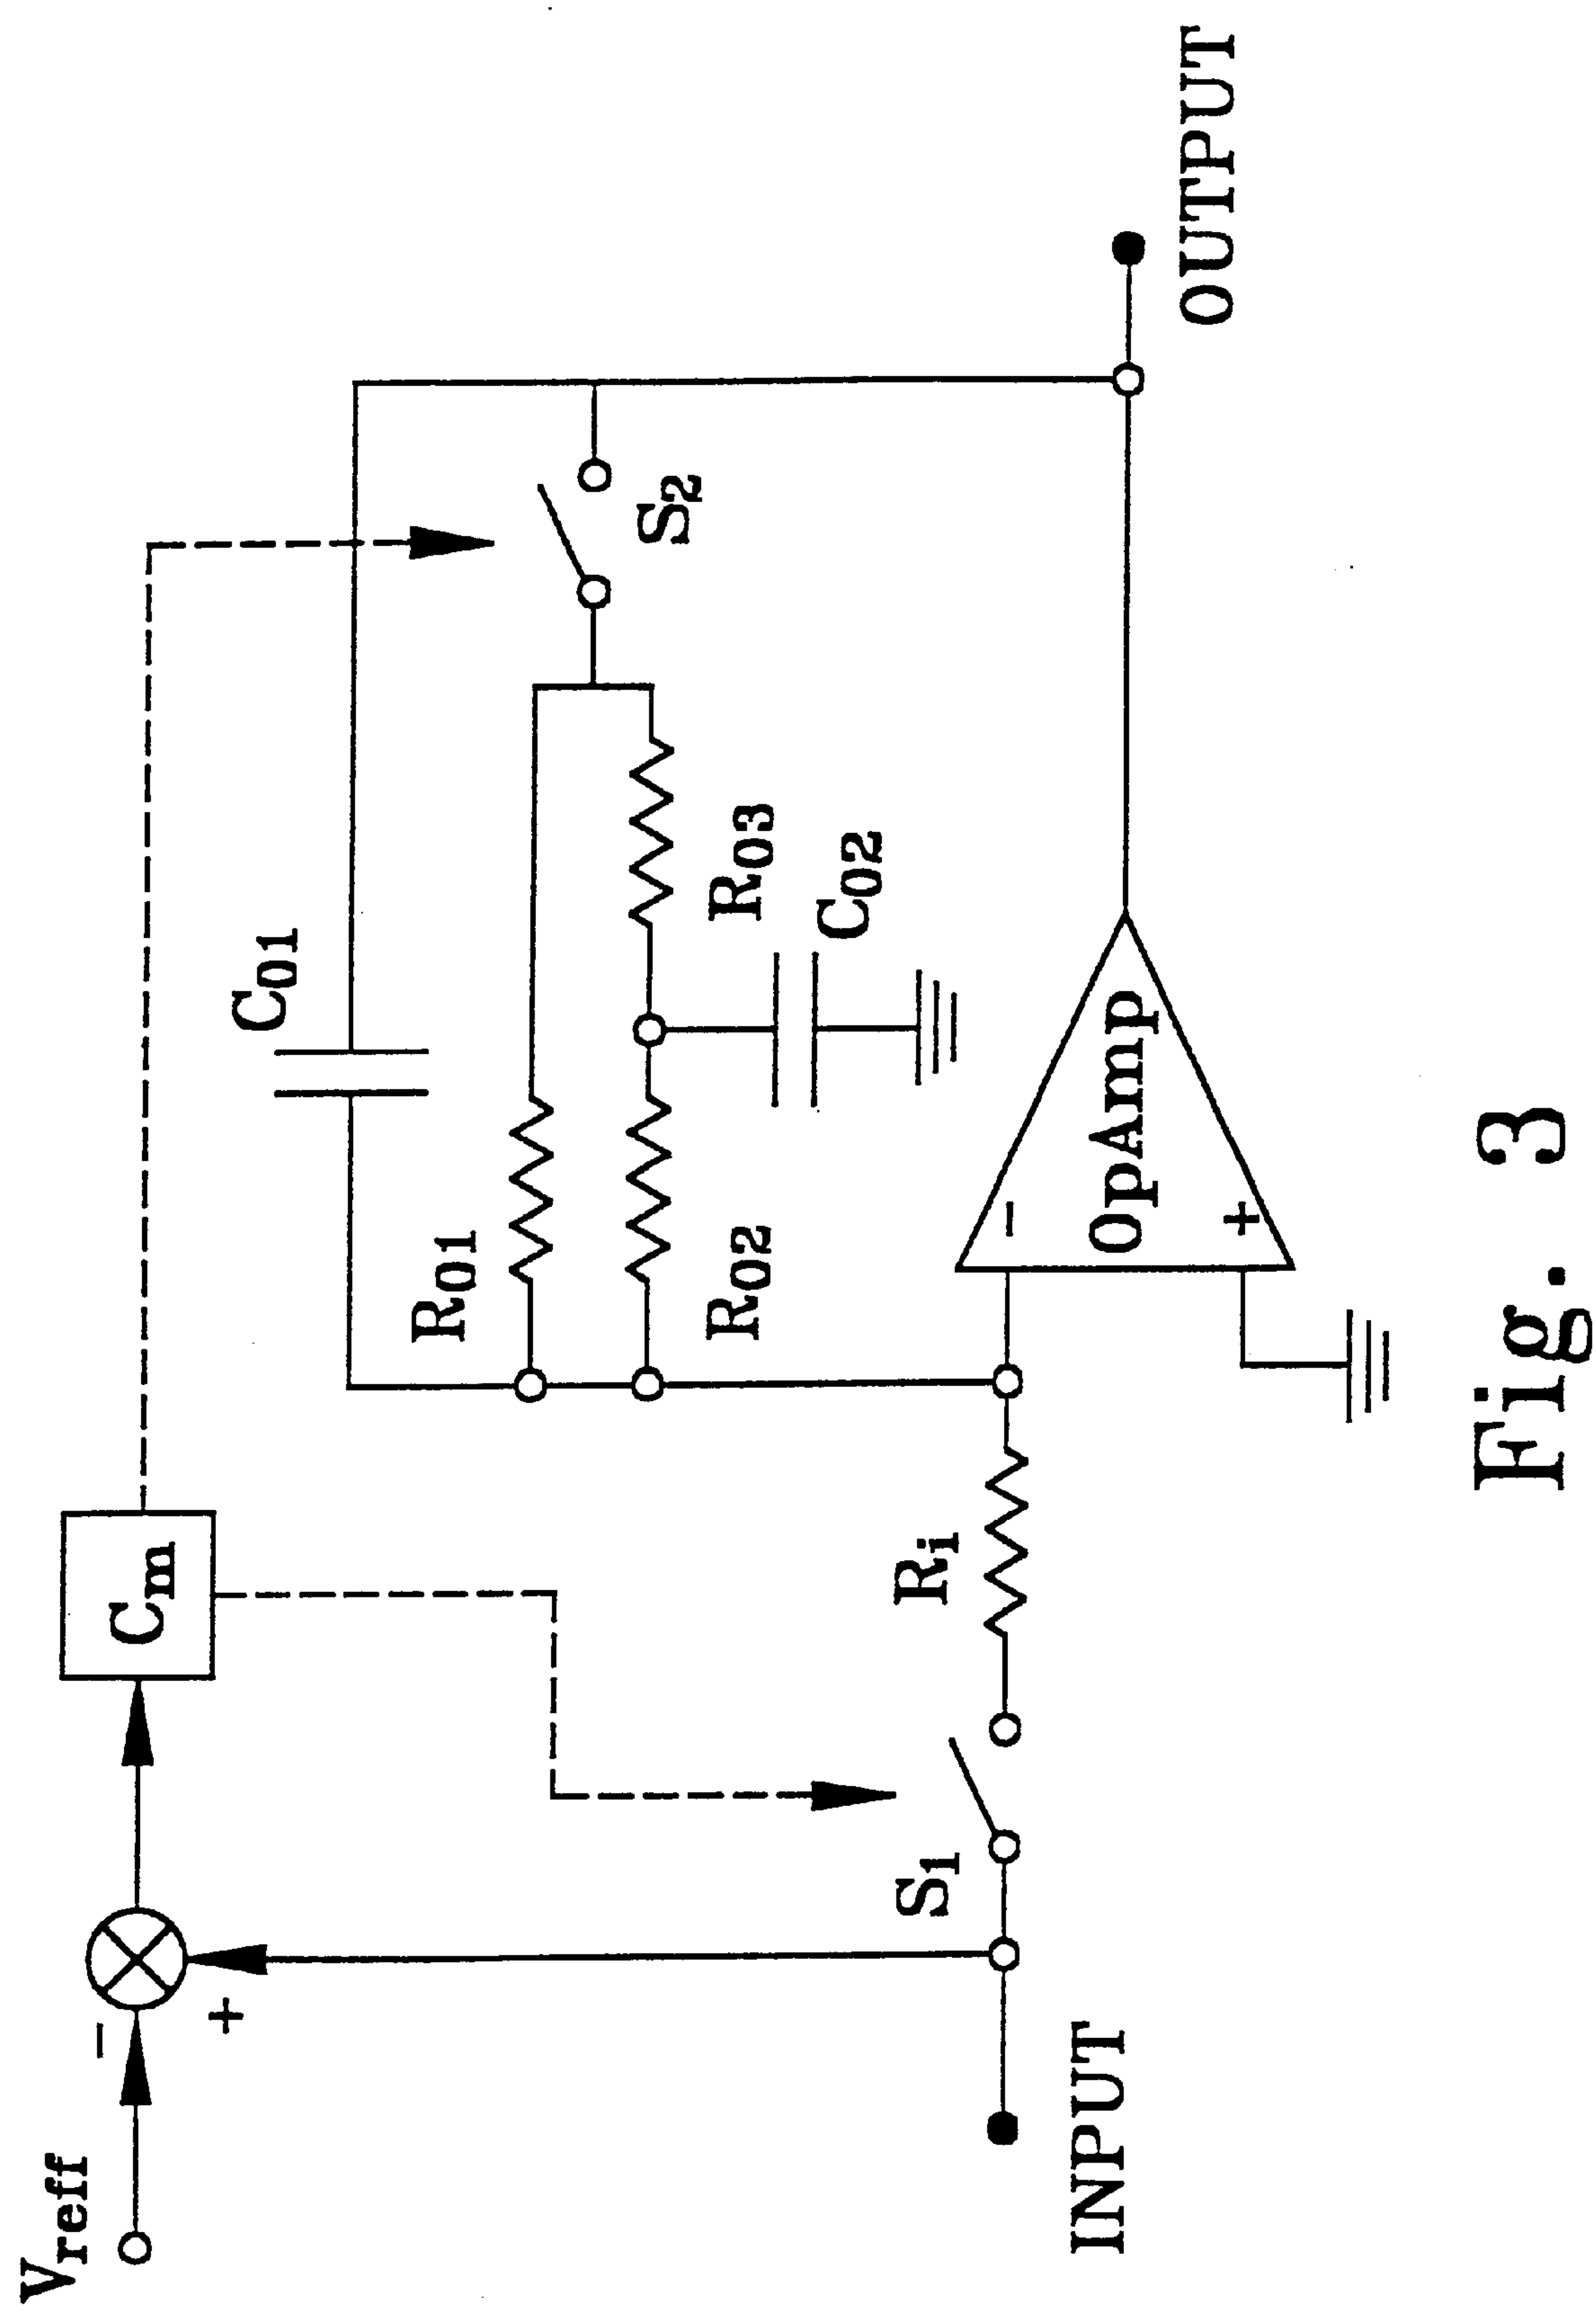 Vreff
−
+
Cm
C01
R01
R02
R03
C02
S2
S1
Ri
−
OpAmp
+
INPUT
OUTPUT
Fig. 3